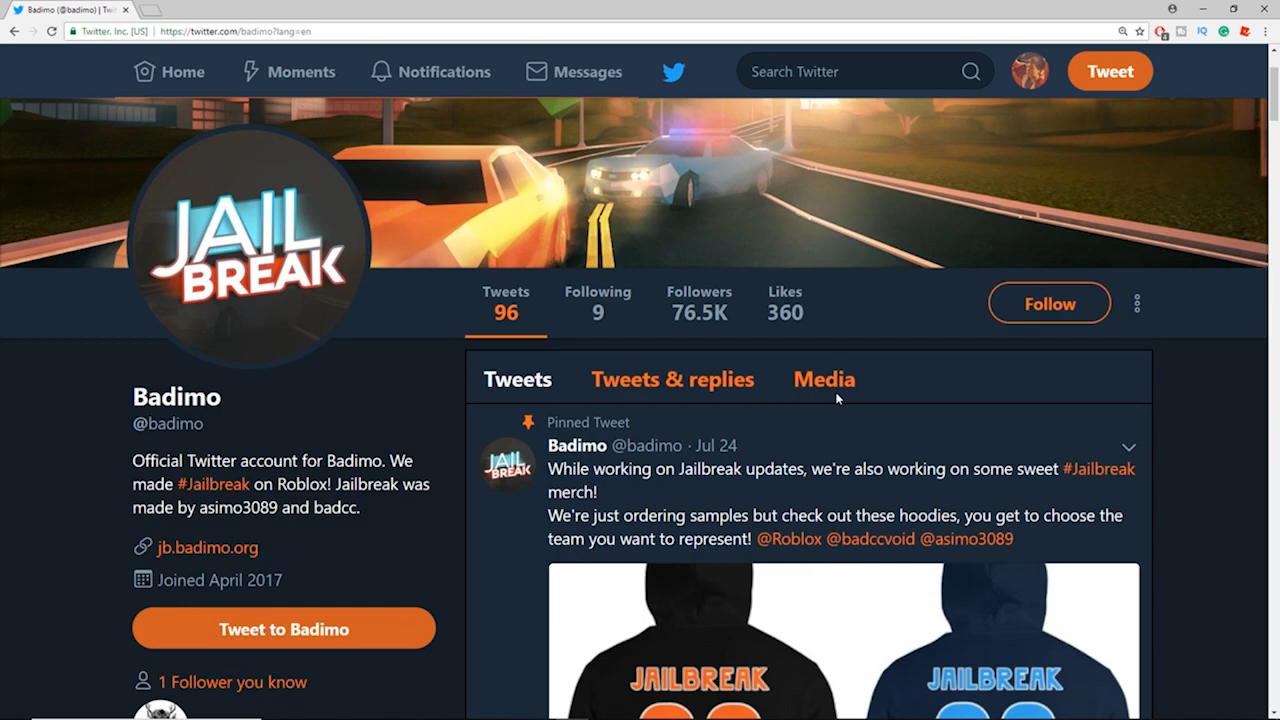 Badimo (@badimo) | Twit
Twitter, Inc. [US] https://twitter.com/badimo?lang=en
Home Moments Notifications Messages Search Twitter Tweet
JAIL
BREAK
Tweets Following Followers Likes
96 9 76.5K 360
Follow
Badimo
@badimo
Official Twitter account for Badimo. We
made #Jailbreak on Roblox! Jailbreak was
made by asimo3089 and badcc.
jb.badimo.org
Joined April 2017
Tweet to Badimo
1 Follower you know
Tweets Tweets & replies Media
Pinned Tweet
JAIL
BREAK
Badimo @badimo · Jul 24
While working on Jailbreak updates, we're also working on some sweet #Jailbreak
merch!
We're just ordering samples but check out these hoodies, you get to choose the
team you want to represent! @Roblox @badccvoid @asimo3089
JAILBREAK JAILBREAK